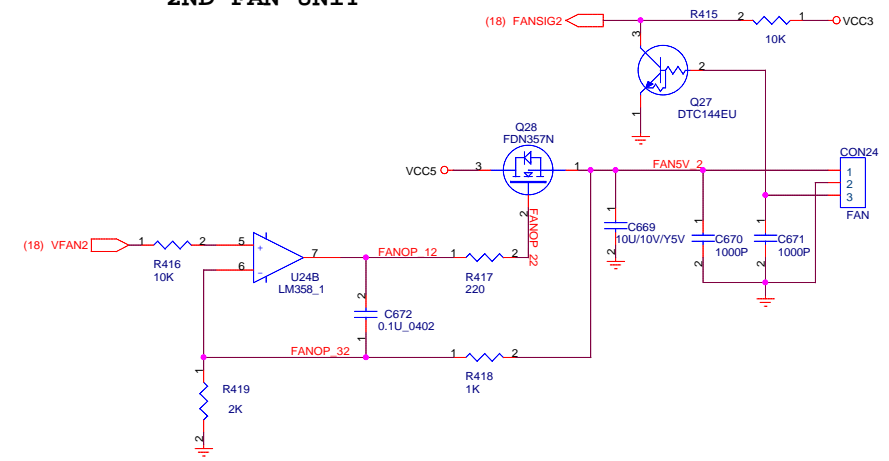 2ND FAN UNIT
(18) FANSIG2
R415
2
1
VCC3
10K
3
2
Q27
DTC144EU
1
Q28
FDN357N
VCC5
3
1
FAN5V_2
CON24
1
2
3
FAN
2
FANOP_22
1
C669
10U/10V/Y5V
2
1
C670
1000P
2
1
C671
1000P
2
(18) VFAN2
1
2
R416
10K
5
+
6
-
7
U24B
LM358_1
FANOP_12
1
2
R417
220
2
C672
0.1U_0402
1
FANOP_32
1
2
R418
1K
1
R419
2K
2